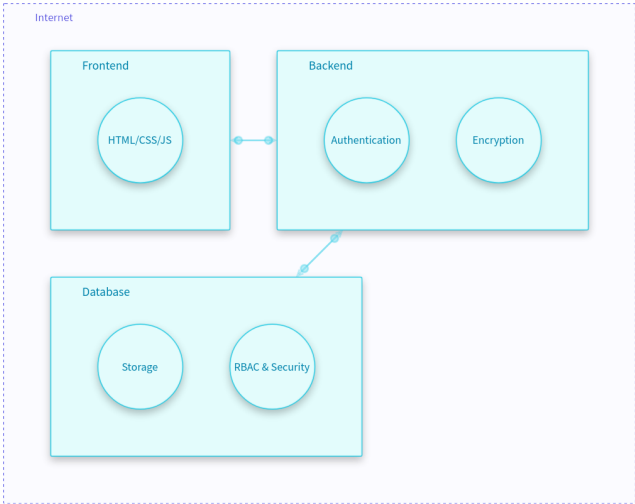 Internet
Frontend
HTML/CSS/JS
Backend
Authentication
Encryption
Database
Storage
RBAC & Security